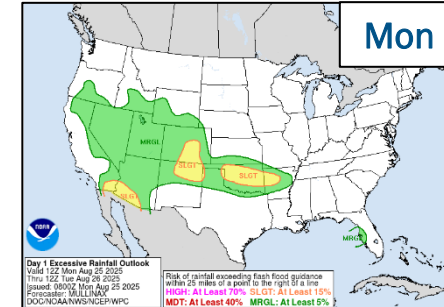 Mon
MRGL
SLGT
SLGT
SLGT
MRGL
NOAA
Day 1 Excessive Rainfall Outlook
Valid 12Z Mon Aug 25 2025
Thru 12Z Tue Aug 26 2025
Issued: 0800Z Mon Aug 25 2025
Forecaster: MULLINAX
DOC/NOAA/NWS/NCEP/WPC
Risk of rainfall exceeding flash flood guidance
within 25 miles of a point to the right of a line
HIGH: At Least 70% SLGT: At Least 15%
MDT: At Least 40% MRGL: At Least 5%